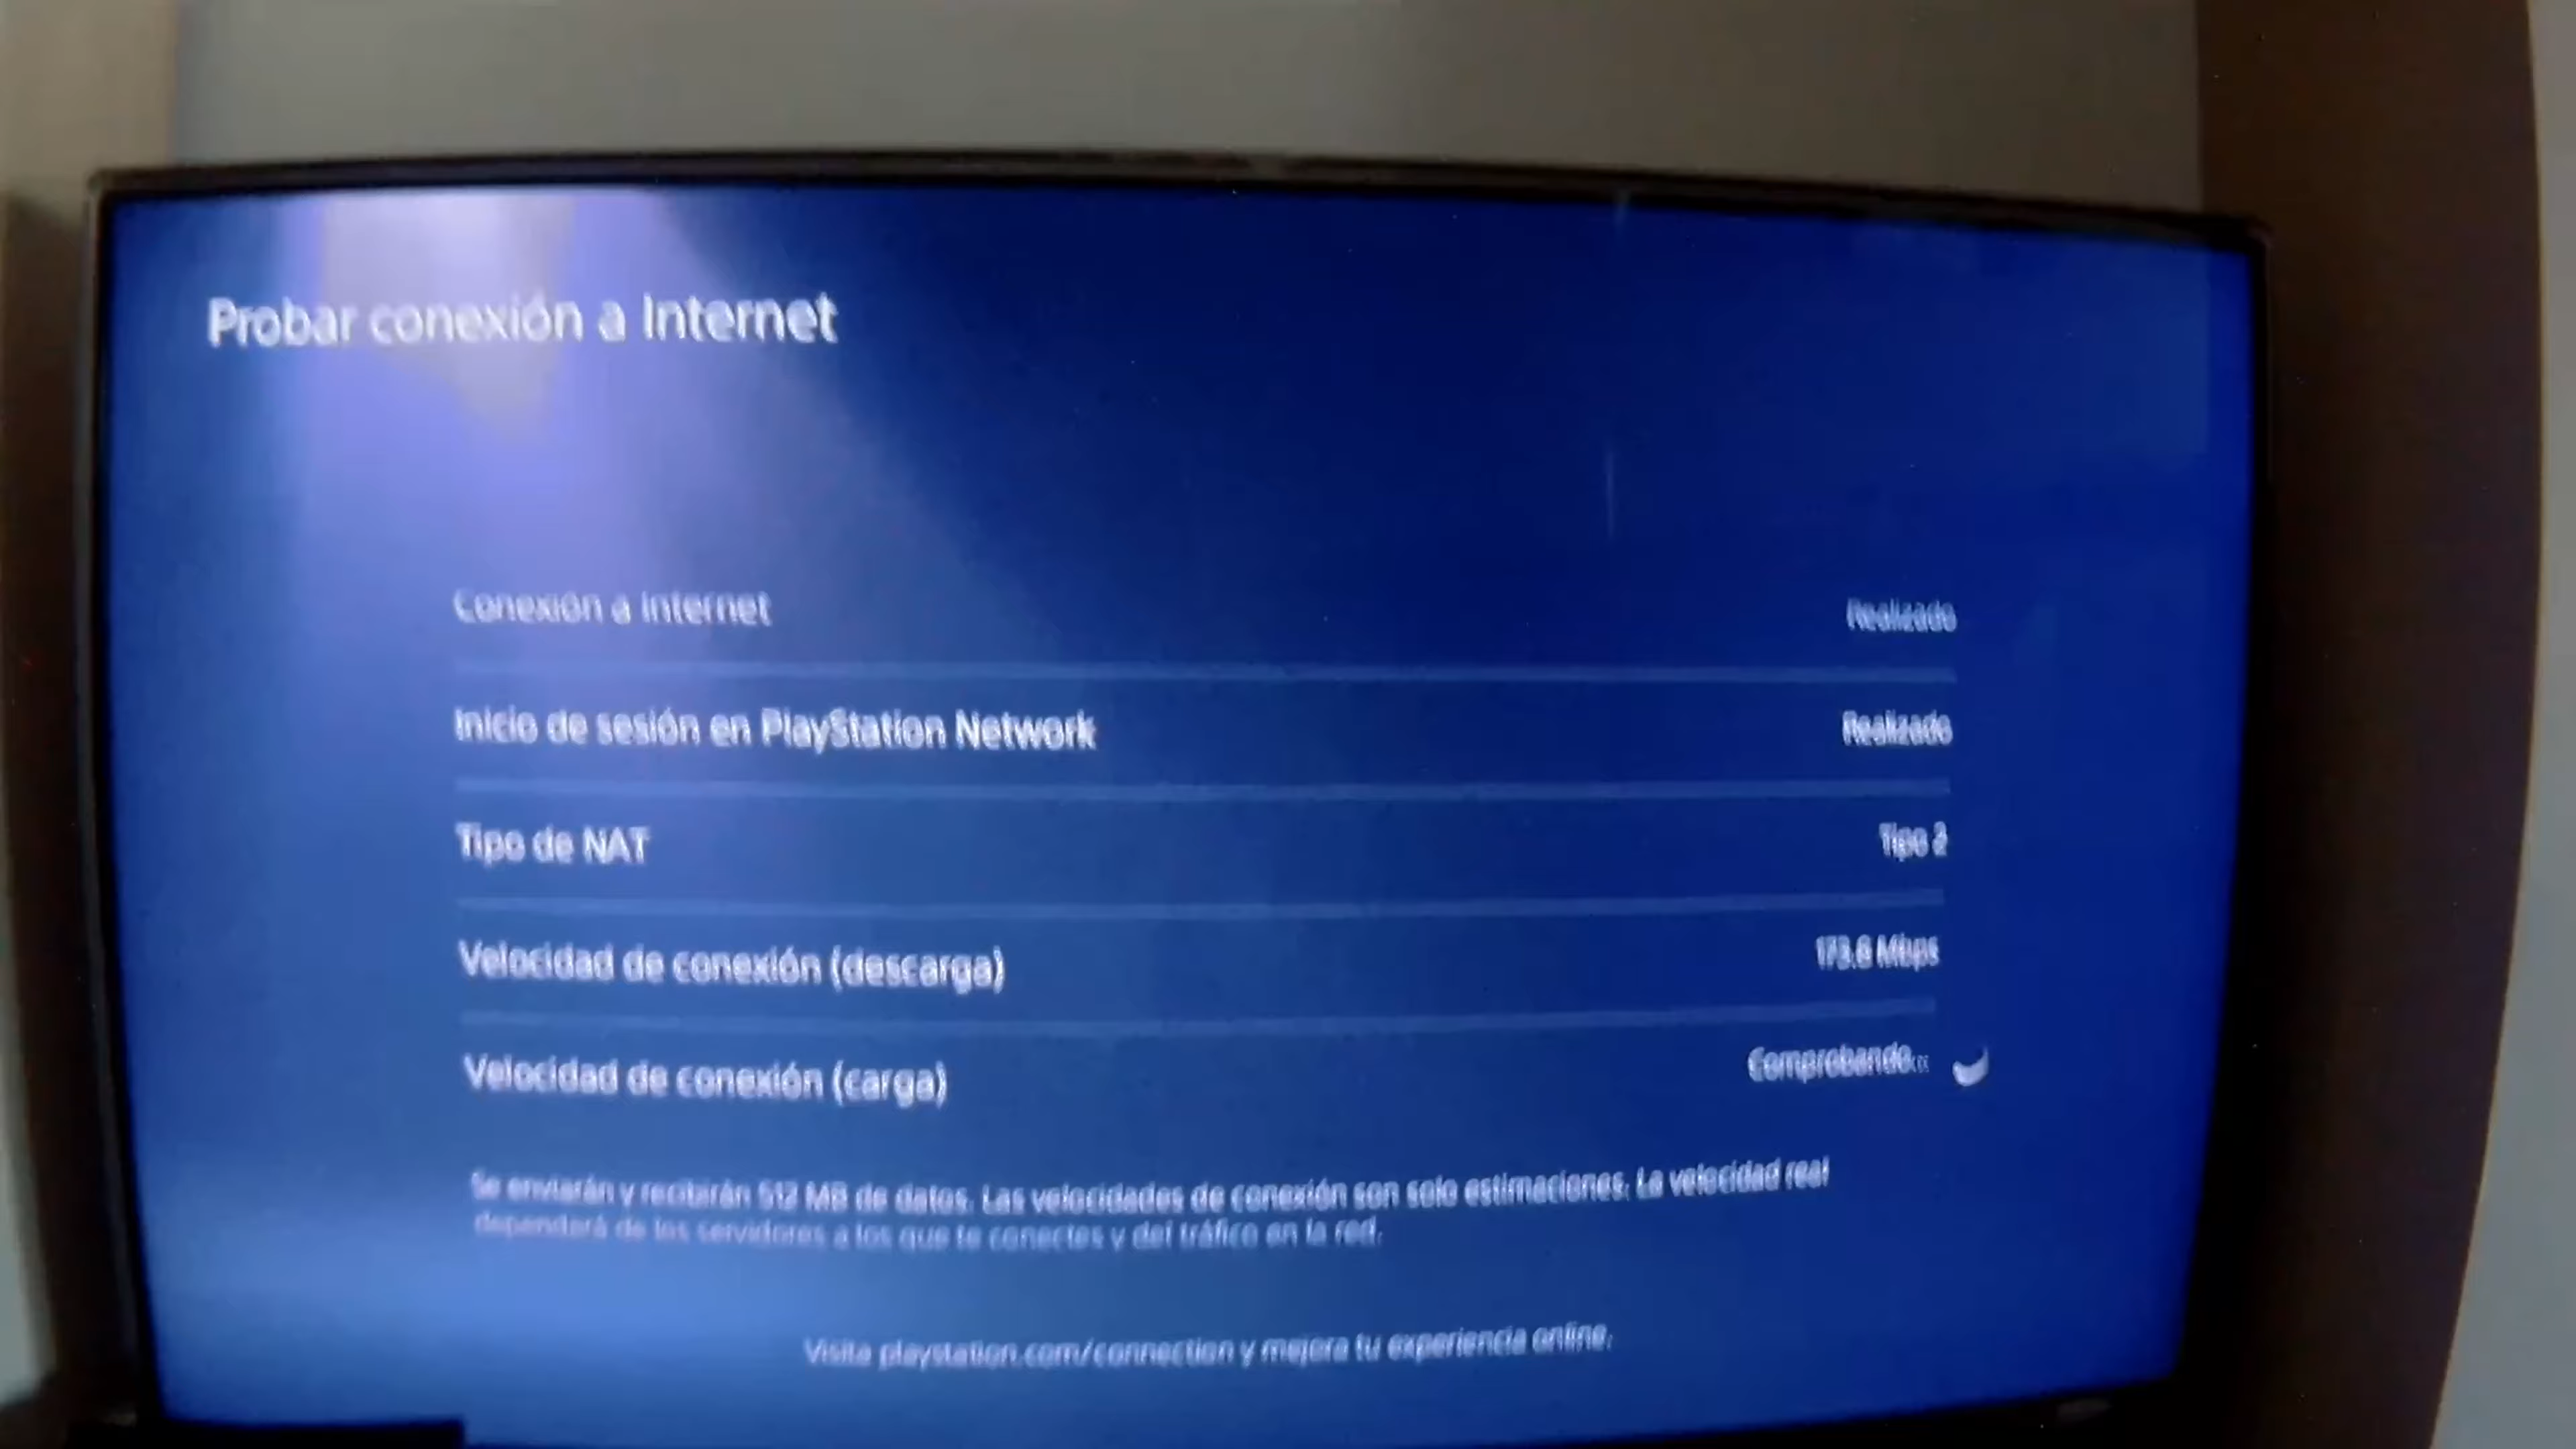 Probar conexión a Internet
Conexión a Internet
Realizado
Inicio de sesión en PlayStation Network
Realizado
Tipo de NAT
Tipo 2
Velocidad de conexión (descarga)
173.6 Mbps
Velocidad de conexión (carga)
Comprobando...
Se enviarán y recibirán 512 MB de datos. Las velocidades de conexión son solo estimaciones. La velocidad real
dependerá de los servidores a los que te conectes y del tráfico en la red.
Visita playstation.com/connection y mejora tu experiencia online.